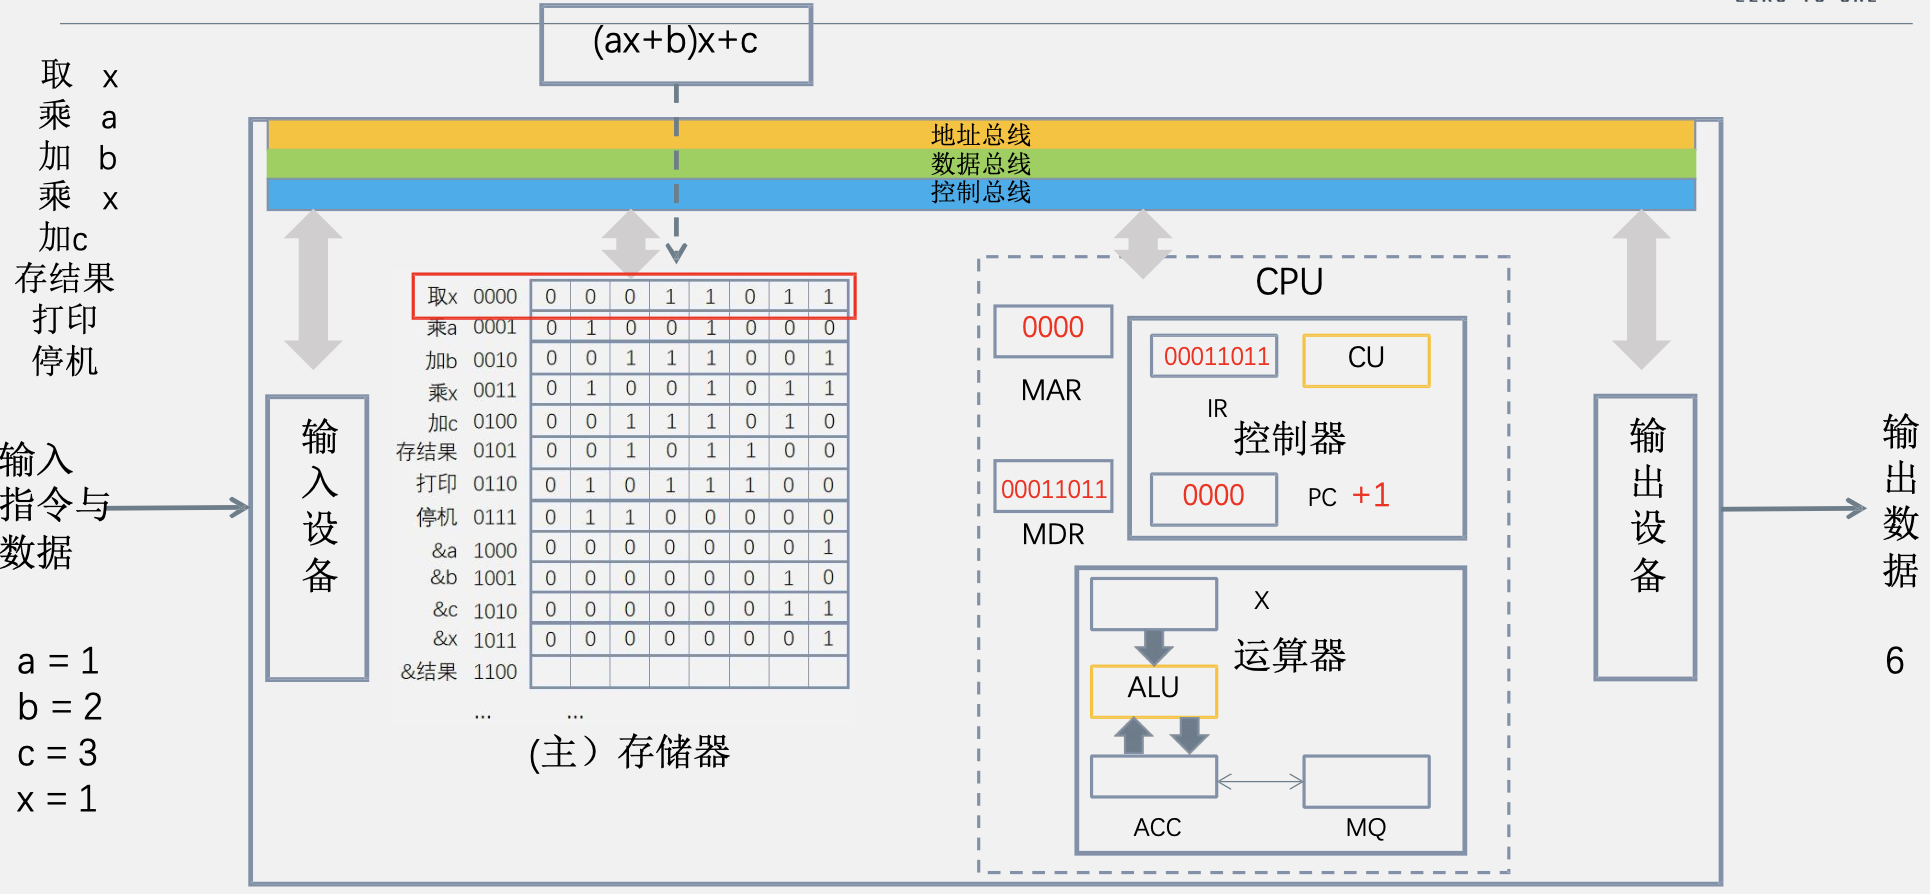 (ax+b)x+c
取 x
乘 a
加 b
乘 x
加c
存结果
打印
停机
地址总线
数据总线
控制总线
取x 0000 0 0 0 1 1 0 1 1
乘a 0001 0 1 0 0 1 0 0 0
加b 0010 0 0 1 1 1 0 0 1
乘x 0011 0 1 0 0 1 0 1 1
加c 0100 0 0 1 1 1 0 1 0
存结果 0101 0 0 1 0 1 1 0 0
打印 0110 0 1 0 1 1 1 0 0
停机 0111 0 1 1 0 0 0 0 0
&a 1000 0 0 0 0 0 0 0 1
&b 1001 0 0 0 0 0 0 1 0
&c 1010 0 0 0 0 0 0 1 1
&x 1011 0 0 0 0 0 0 0 1
&结果 1100
... ...
(主）存储器
输入
指令与
数据
a = 1
b = 2
c = 3
x = 1
输入设备
CPU
0000
MAR
00011011
MDR
00011011
IR
CU
控制器
0000
PC +1
X
运算器
ALU
ACC
MQ
输出设备
输出数据
6